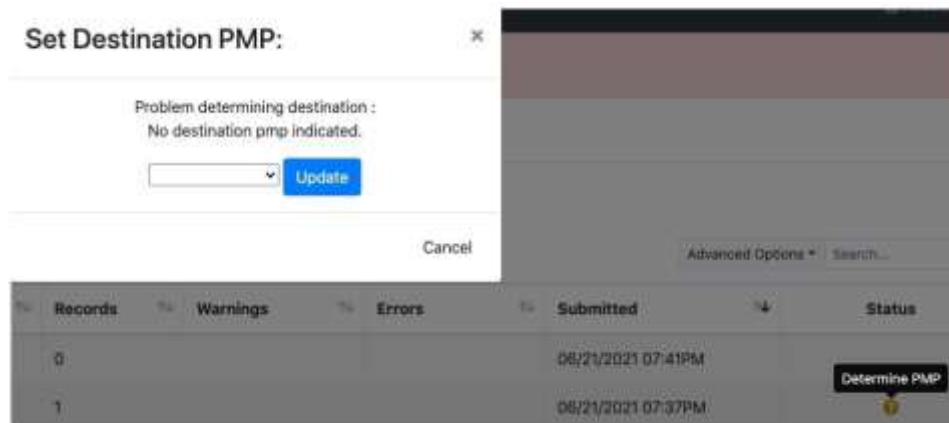 Set Destination PMP:
×
Problem determining destination :
No destination pmp indicated.
Update
Cancel
Advanced Options
Search...
Records Warnings Errors Submitted Status
0 06/21/2021 07:41PM
Determine PMP
1 06/21/2021 07:37PM